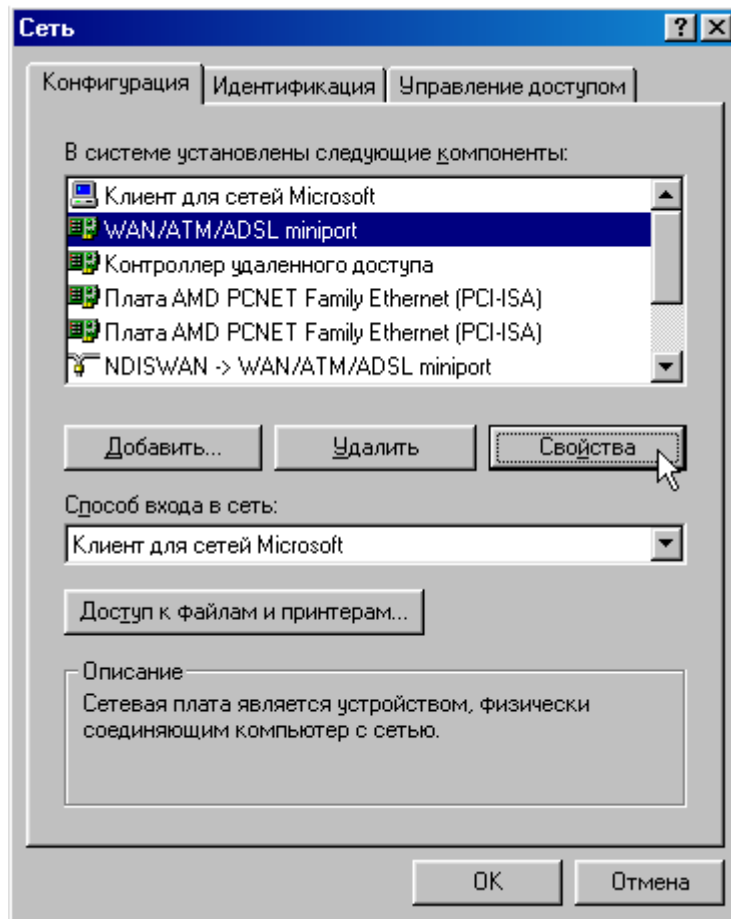 Сеть
Конфигурация Идентификация Управление доступом
В системе установлены следующие компоненты:
Клиент для сетей Microsoft
WAN/ATM/ADSL miniport
Контроллер удаленного доступа
Плата AMD PCNET Family Ethernet (PCI-ISA)
Плата AMD PCNET Family Ethernet (PCI-ISA)
NDISWAN -> WAN/ATM/ADSL miniport
Добавить... Удалить Свойства
Способ входа в сеть:
Клиент для сетей Microsoft
Доступ к файлам и принтерам...
Описание
Сетевая плата является устройством, физически
соединяющим компьютер с сетью.
OK Отмена